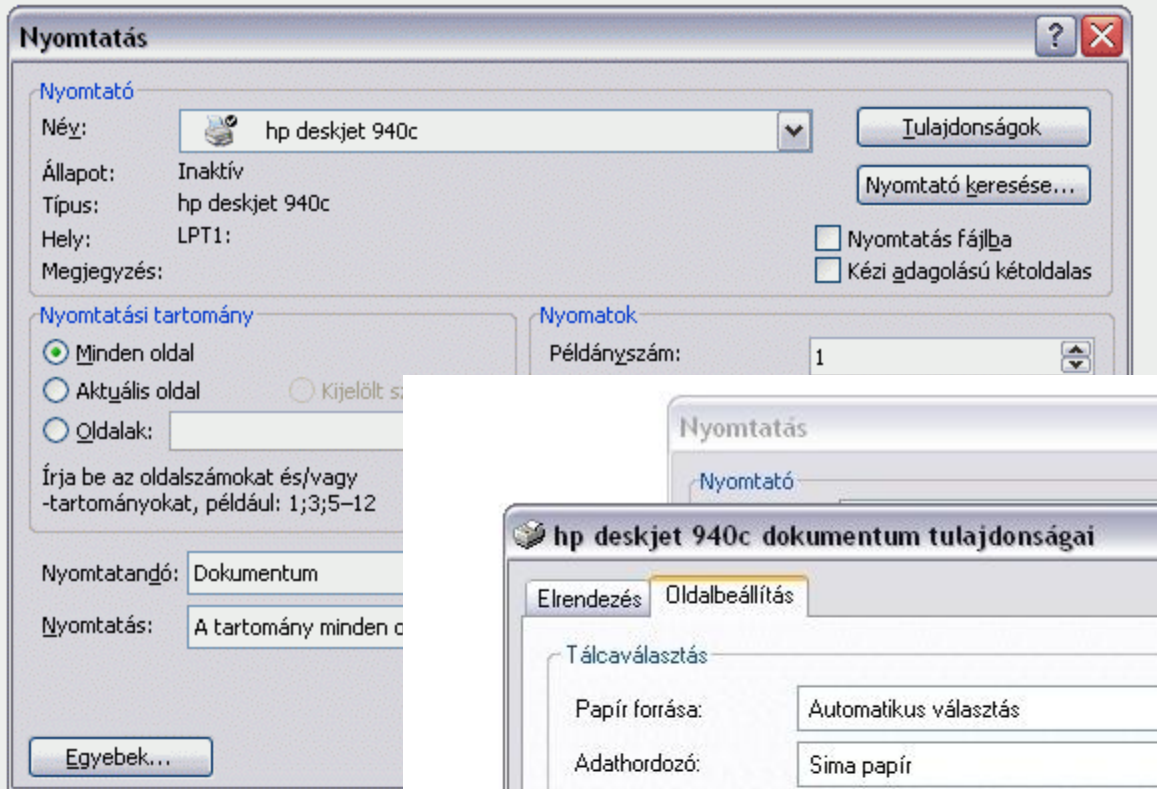 Nyomtatás
Nyomtató
Név: hp deskjet 940c Tulajdonságok
Állapot: Inaktív
Nyomtató keresése...
Típus: hp deskjet 940c
Hely: LPT1: Nyomtatás fájlba
Megjegyzés: Kézi adagolású kétoldalas
Nyomtatási tartomány Nyomatok
Minden oldal Példányszám: 1
Aktuális oldal Kijelölt
Oldalak:
Írja be az oldalszámokat és/vagy
-tartományokat, például: 1;3;5–12
Nyomtatandó: Dokumentum
Nyomtatás: A tartomány minden
Egyebek...
Nyomtatás
Nyomtató
hp deskjet 940c dokumentum tulajdonságai
Elrendezés Oldalbeállítás
Tálcaválasztás
Papír forrása: Automatikus választás
Adathordozó: Sima papír